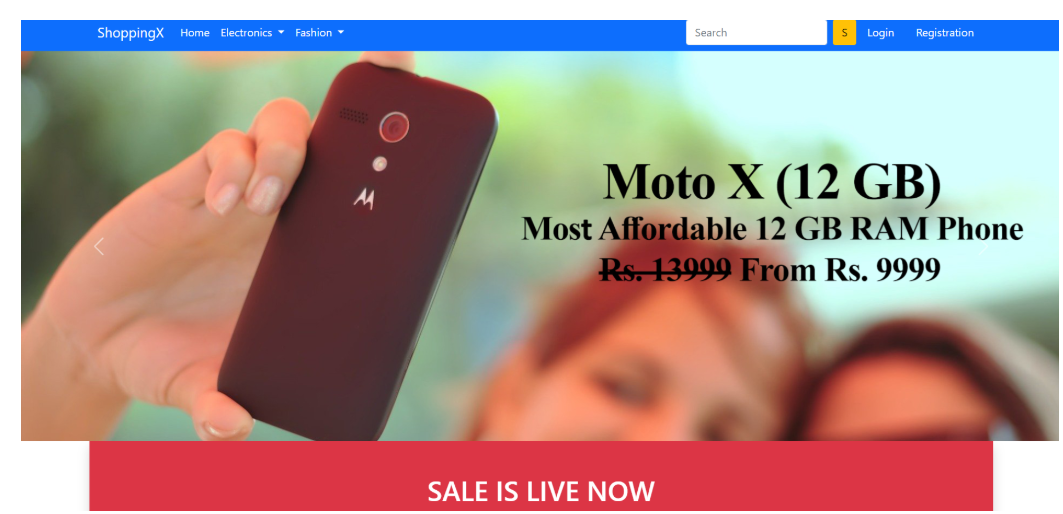 ShoppingX Home Electronics Fashion Search S Login Registration
Moto X (12 GB)
Most Affordable 12 GB RAM Phone
Rs. 13999 From Rs. 9999
SALE IS LIVE NOW